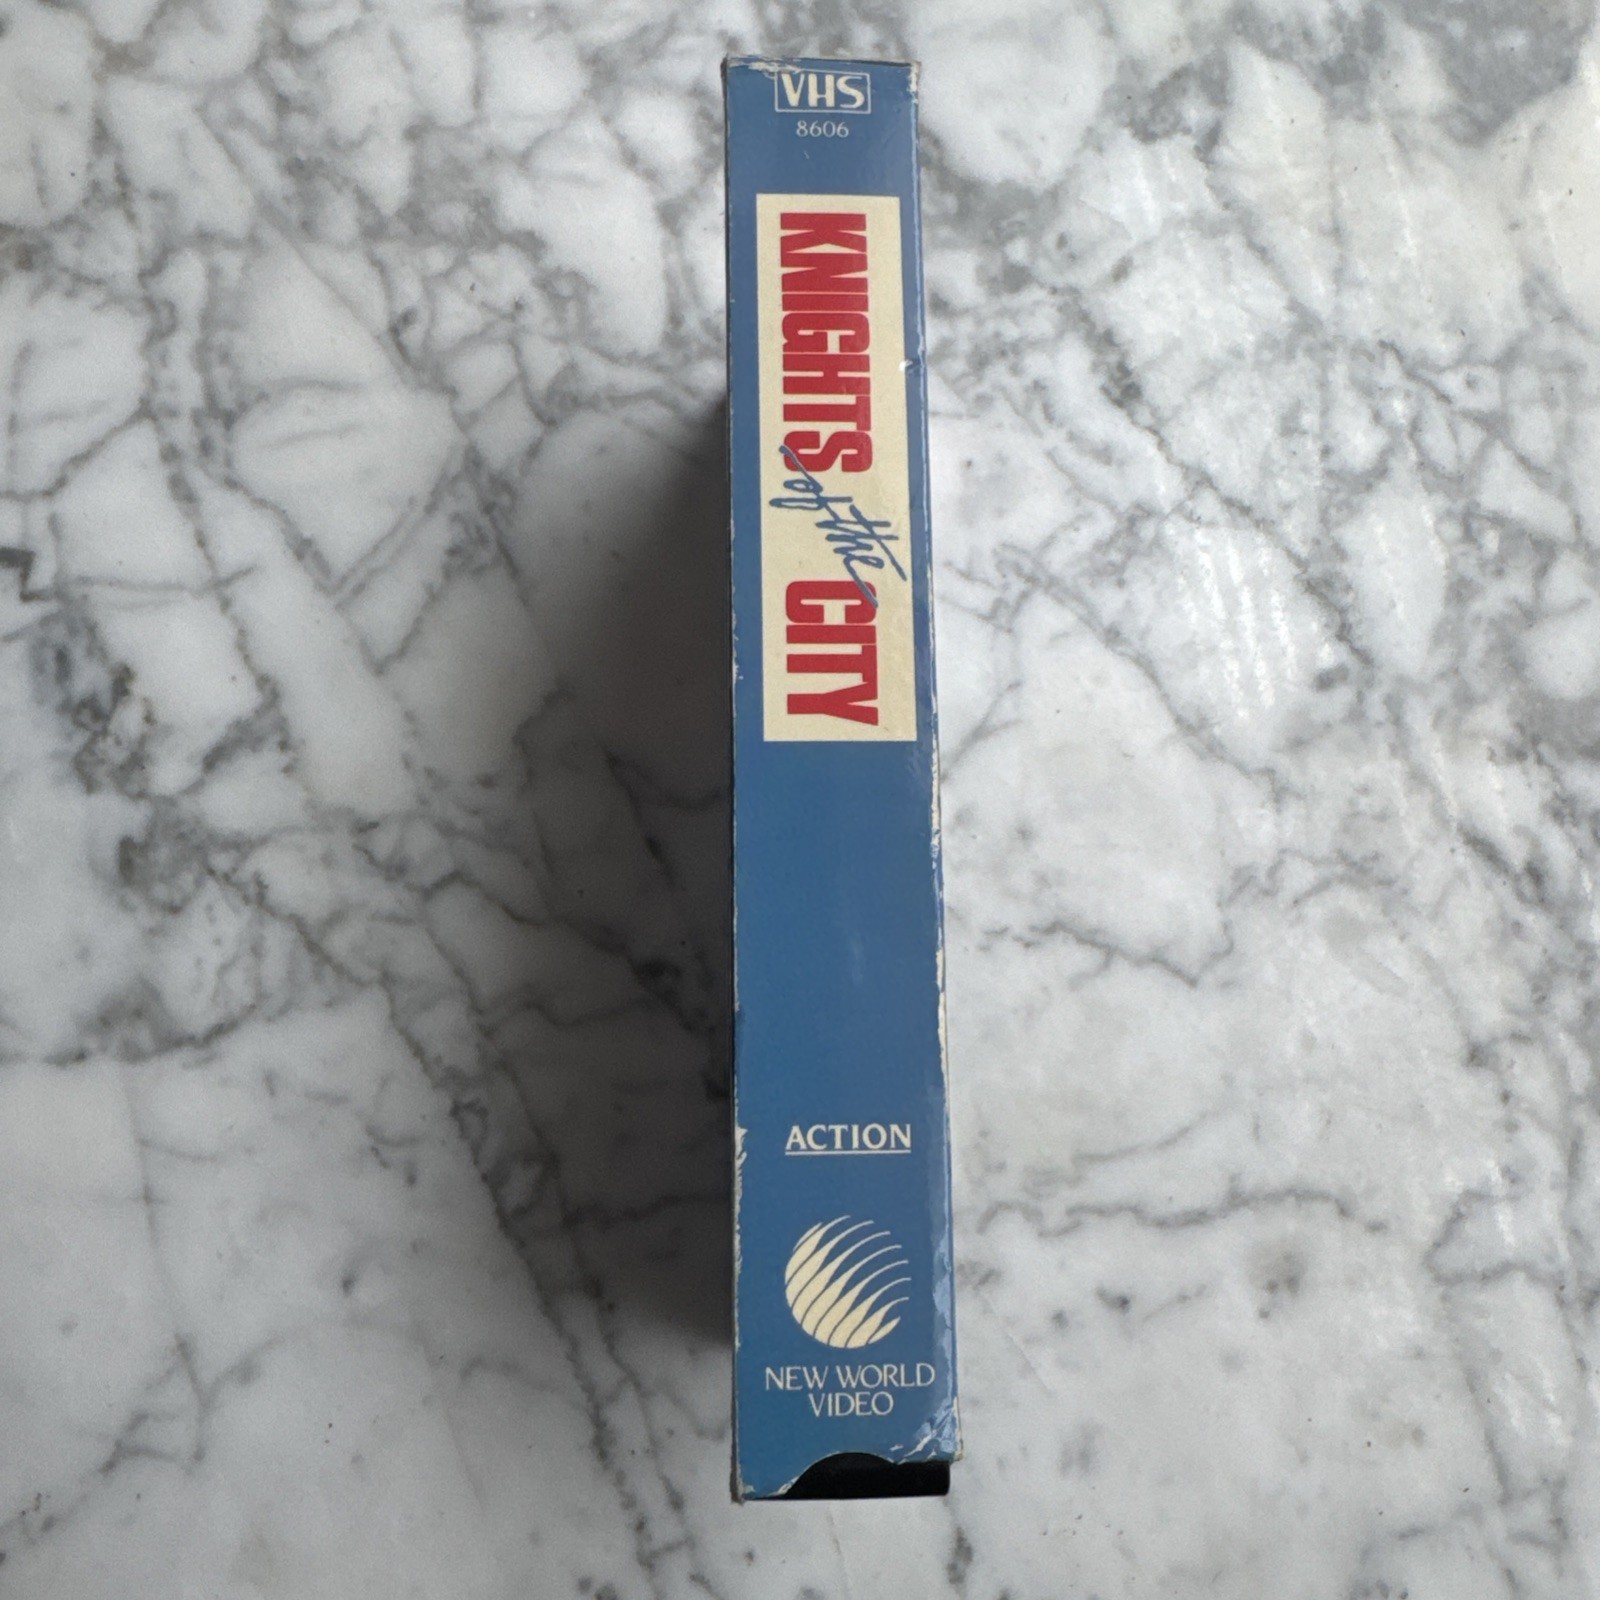 VHS
8606
KNIGHTS of the CITY
ACTION
NEW WORLD
VIDEO